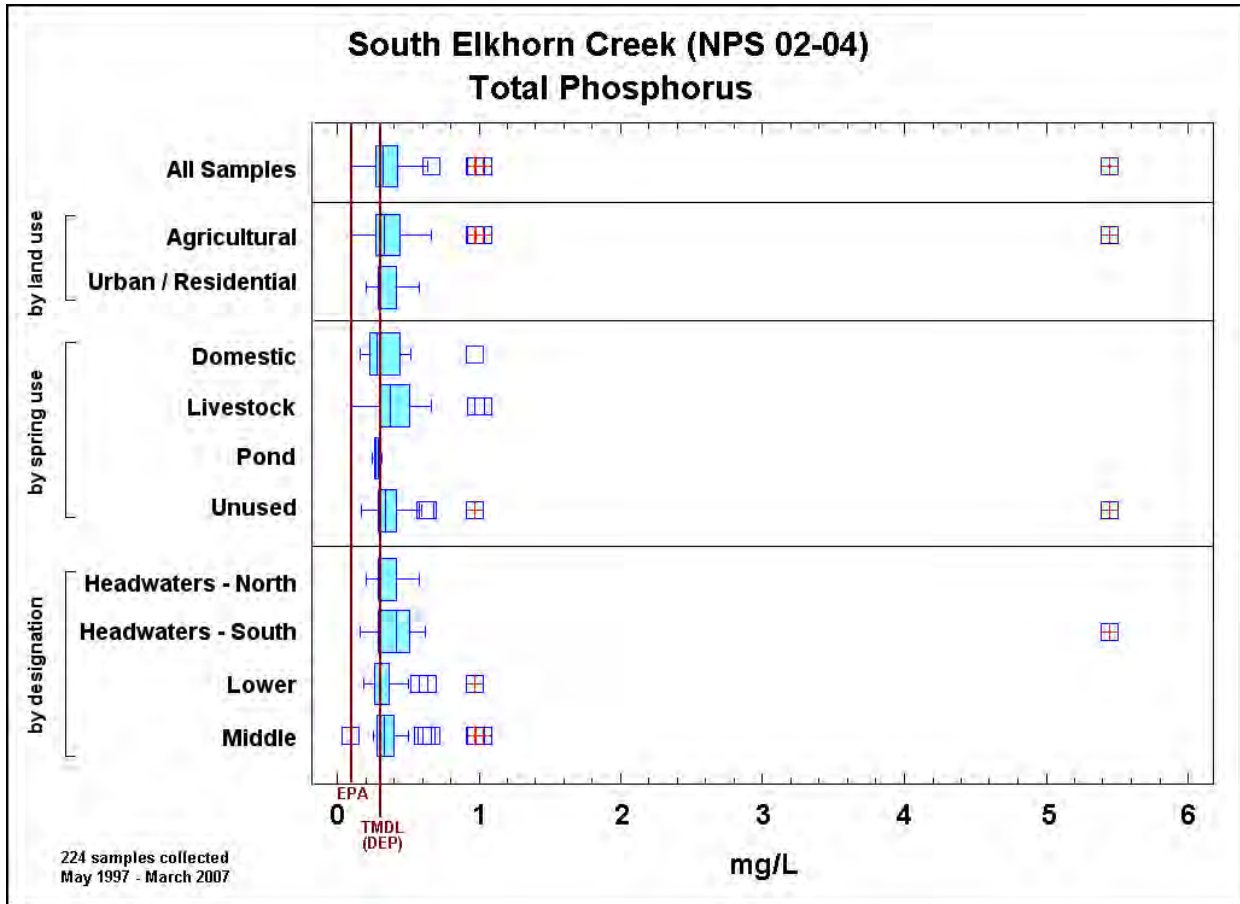 South Elkhorn Creek (NPS 02-04)
Total Phosphorus
All Samples
by land use
Agricultural
Urban / Residential
by spring use
Domestic
Livestock
Pond
Unused
by designation
Headwaters - North
Headwaters - South
Lower
Middle
EPA
0 1 2 3 4 5 6
TMDL
(DEP)
mg/L
224 samples collected
May 1997 - March 2007